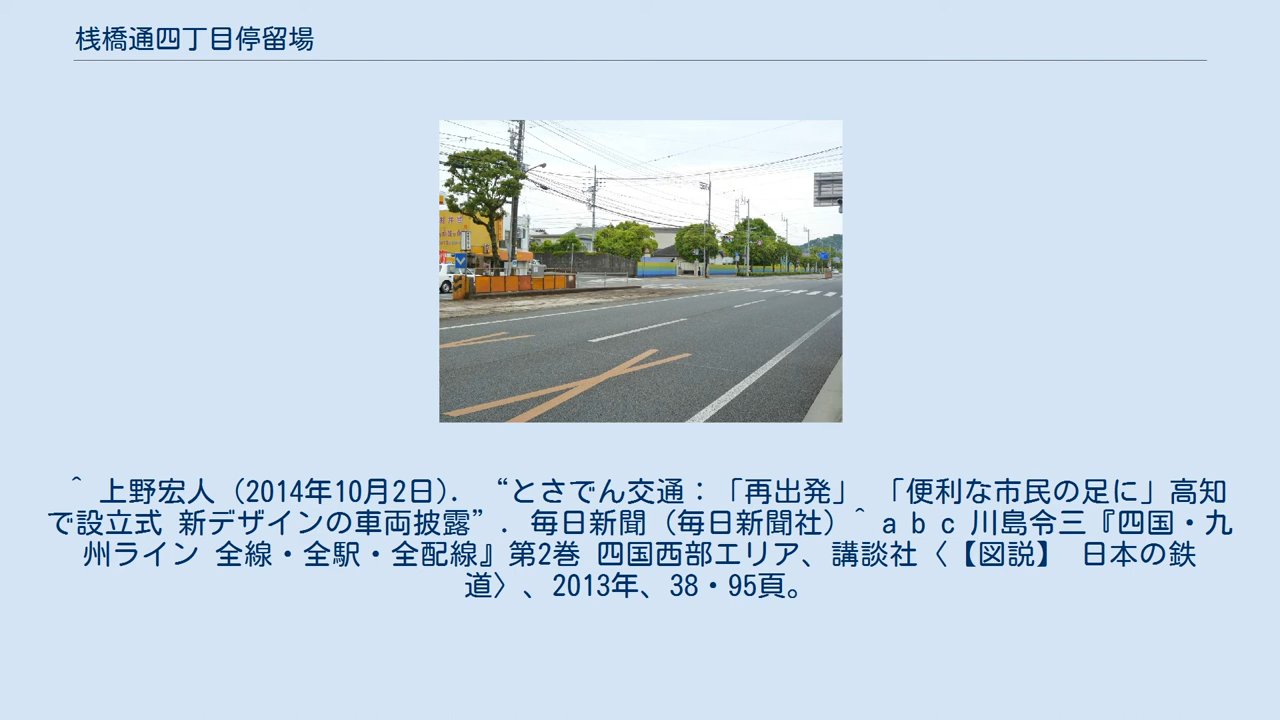 桟橋通四丁目停留場
^ 上野宏人（2014年10月2日）. “とさでん交通：「再出発」 「便利な市民の足に」高知
で設立式 新デザインの車両披露”. 毎日新聞（毎日新聞社）^ a b c 川島令三『四国・九
州ライン 全線・全駅・全配線』第2巻 四国西部エリア、講談社〈【図説】 日本の鉄
道〉、2013年、38・95頁。